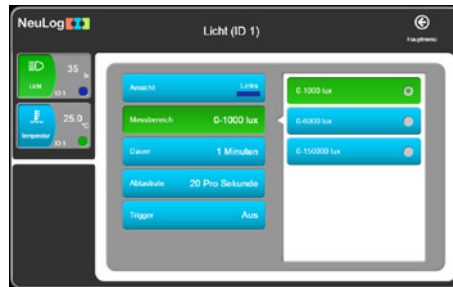 NeuLog
Licht (ID 1)
Hauptmenü
35
lx
Licht
ID 1
25.0
°C
Temperatur
ID 1
Ansicht Links
Messbereich 0-1000 lux
Dauer 1 Minuten
Abtastrate 20 Pro Sekunde
Trigger Aus
0-1000 lux
0-6000 lux
0-150000 lux